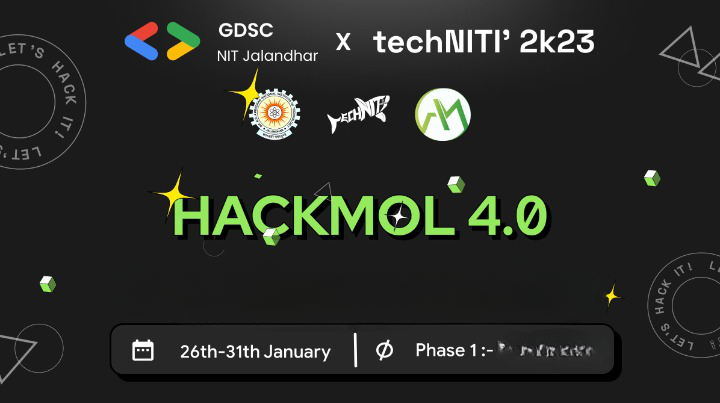 LET'S HACK IT! LET'S
GDSC
NIT Jalandhar
X
techNITI' 2k23
TECHNITI
HACKMOL 4.0
LET'S HACK IT!
26th-31th January
Phase 1 :-